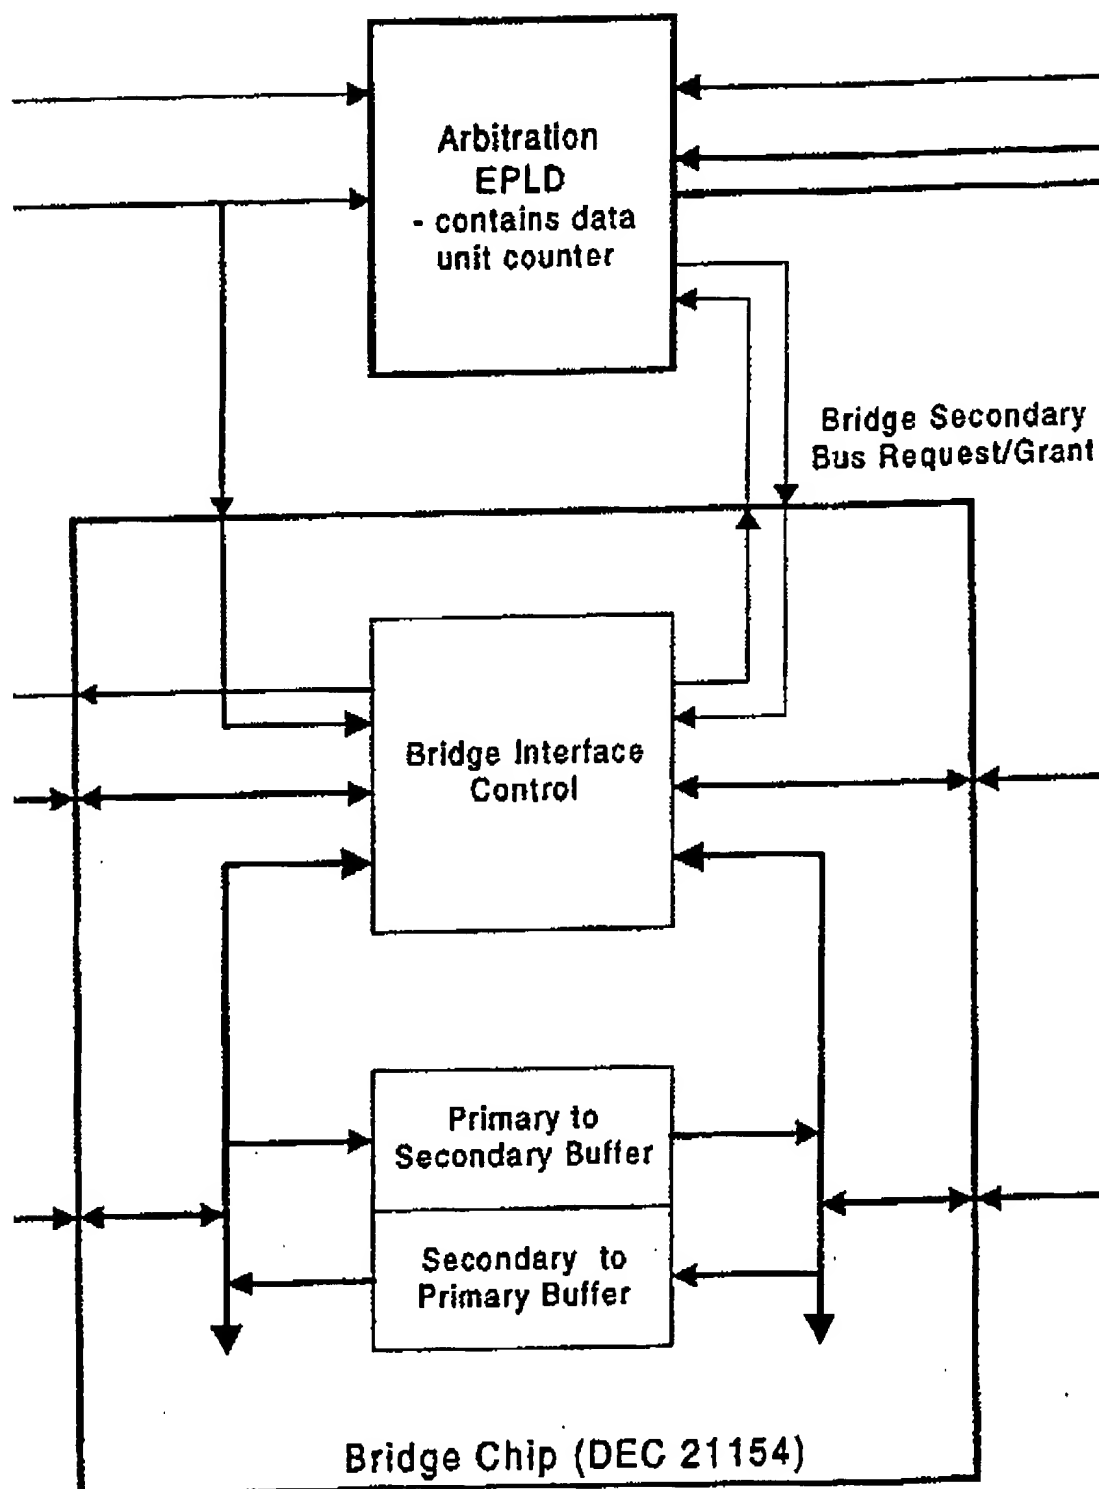 Arbitration
EPLD
- contains data
unit counter
Bridge Secondary
Bus Request/Grant
Bridge Interface
Control
Primary to
Secondary Buffer
Secondary to
Primary Buffer
Bridge Chip (DEC 21154)